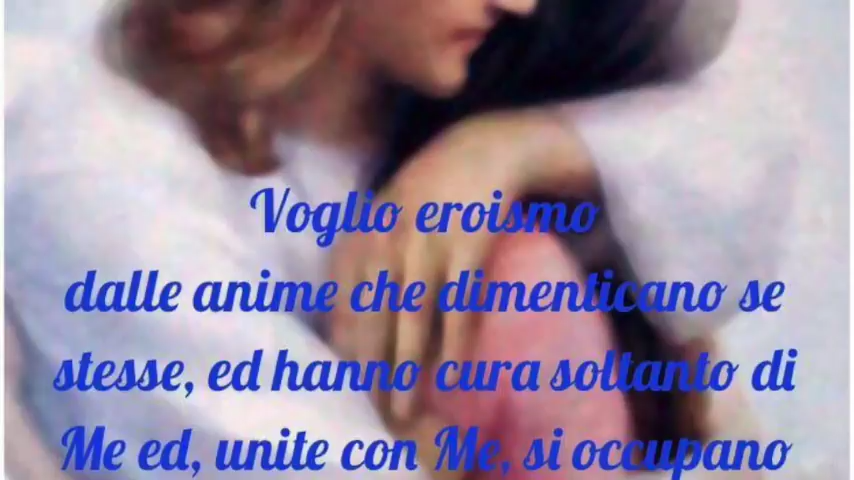 Voglio eroismo
dalle anime che dimenticano se
stesse, ed hanno cura soltanto di
Me ed, unite con Me, si occupano